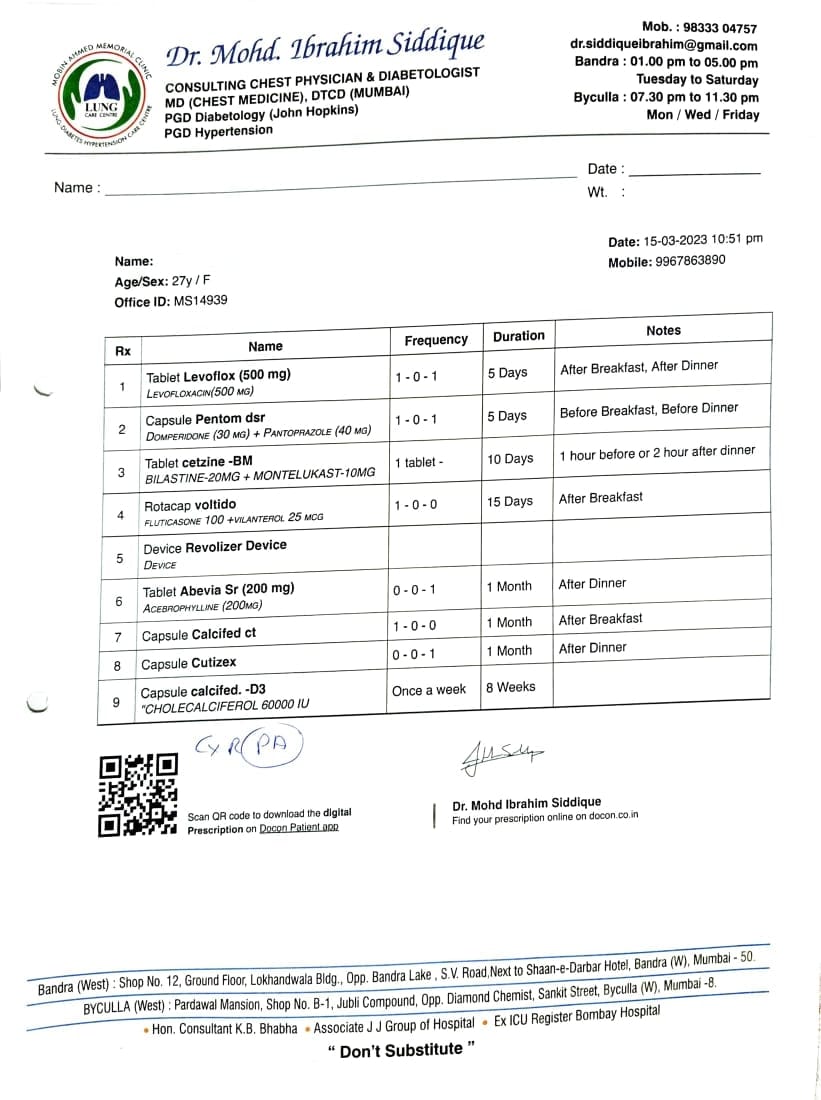 MOBIN AHMED MEMORIAL CLINIC
LUNG
CARE CENTRE
LUNG DIABETES HYPERTENSION CARE CENTRE
Dr. Mohd. Ibrahim Siddique
CONSULTING CHEST PHYSICIAN & DIABETOLOGIST
MD (CHEST MEDICINE), DTCD (MUMBAI)
PGD Diabetology (John Hopkins)
PGD Hypertension
Mob. : 98333 04757
dr.siddiqueibrahim@gmail.com
Bandra : 01.00 pm to 05.00 pm
Tuesday to Saturday
Byculla : 07.30 pm to 11.30 pm
Mon / Wed / Friday
Name :
Date :
Wt. :
Date: 15-03-2023 10:51 pm
Mobile: 9967863890
Name:
Age/Sex: 27y / F
Office ID: MS14939
Rx Name Frequency Duration Notes
1 Tablet Levoflox (500 mg) 1 - 0 - 1 5 Days After Breakfast, After Dinner
LEVOFLOXACIN(500 MG)
2 Capsule Pentom dsr 1 - 0 - 1 5 Days Before Breakfast, Before Dinner
DOMPERIDONE (30 MG) + PANTOPRAZOLE (40 MG)
3 Tablet cetzine -BM 1 tablet - 10 Days 1 hour before or 2 hour after dinner
BILASTINE-20MG + MONTELUKAST-10MG
4 Rotacap voltido 1 - 0 - 0 15 Days After Breakfast
FLUTICASONE 100 +VILANTEROL 25 MCG
5 Device Revolizer Device
DEVICE
6 Tablet Abevia Sr (200 mg) 0 - 0 - 1 1 Month After Dinner
ACEBROPHYLLINE (200MG)
7 Capsule Calcifed ct 1 - 0 - 0 1 Month After Breakfast
8 Capsule Cutizex 0 - 0 - 1 1 Month After Dinner
9 Capsule calcifed. -D3 Once a week 8 Weeks
"CHOLECALCIFEROL 60000 IU
CXR (PA)
Scan QR code to download the digital
Prescription on Docon Patient app
Dr. Mohd Ibrahim Siddique
Find your prescription online on docon.co.in
Bandra (West) : Shop No. 12, Ground Floor, Lokhandwala Bldg., Opp. Bandra Lake , S.V. Road,Next to Shaan-e-Darbar Hotel, Bandra (W), Mumbai - 50.
BYCULLA (West) : Pardawal Mansion, Shop No. B-1, Jubli Compound, Opp. Diamond Chemist, Sankit Street, Byculla (W), Mumbai -8.
• Hon. Consultant K.B. Bhabha • Associate J J Group of Hospital • Ex ICU Register Bombay Hospital
“ Don't Substitute ”